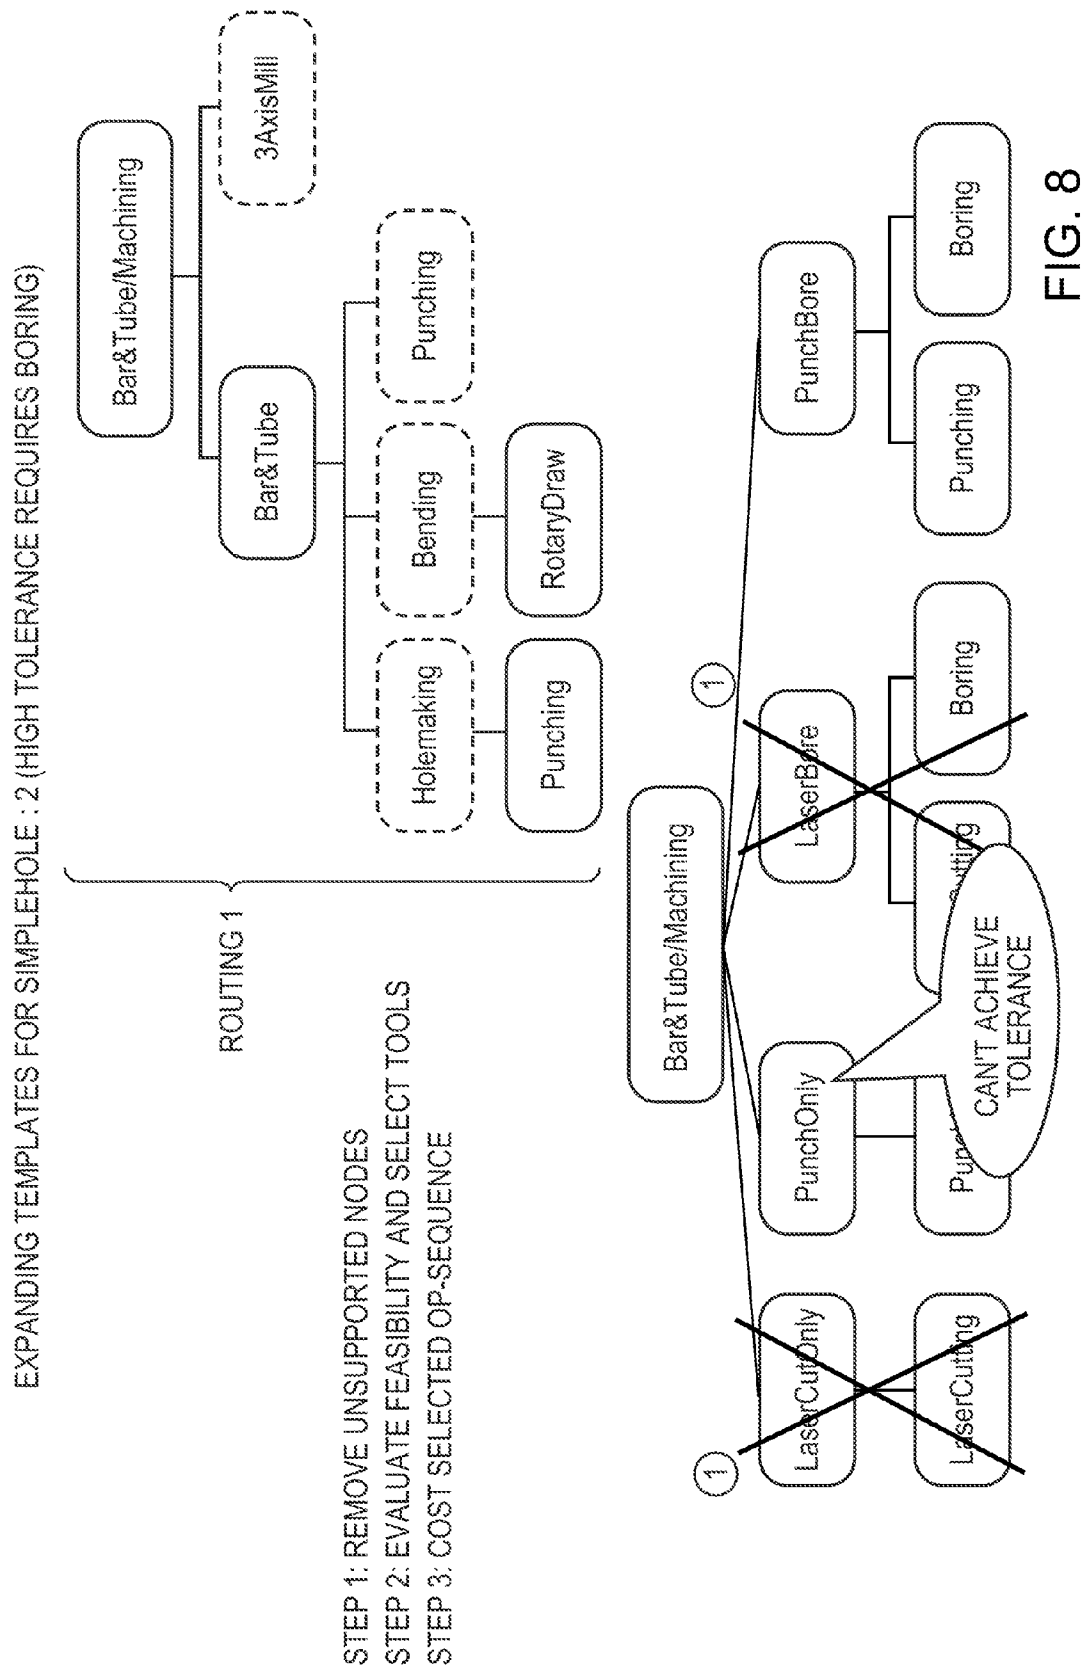 EXPANDING TEMPLATES FOR SIMPLEHOLE : 2 (HIGH TOLERANCE REQUIRES BORING)
ROUTING 1
Bar&Tube/Machining
Bar&Tube
3AxisMill
Holemaking
Bending
Punching
Punching
RotaryDraw
STEP 1: REMOVE UNSUPPORTED NODES
STEP 2: EVALUATE FEASIBILITY AND SELECT TOOLS
STEP 3: COST SELECTED OP-SEQUENCE
Bar&Tube/Machining
1
1
LaserCutOnly
PunchOnly
LaserBore
PunchBore
LaserCutting
Boring
Punching
Boring
CAN'T ACHIEVE
TOLERANCE
FIG. 8